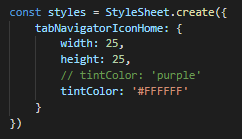 const styles = StyleSheet.create({
    tabNavigatorIconHome: {
        width: 25,
        height: 25,
        // tintColor: 'purple'
        tintColor: '#FFFFFF'
    }
})